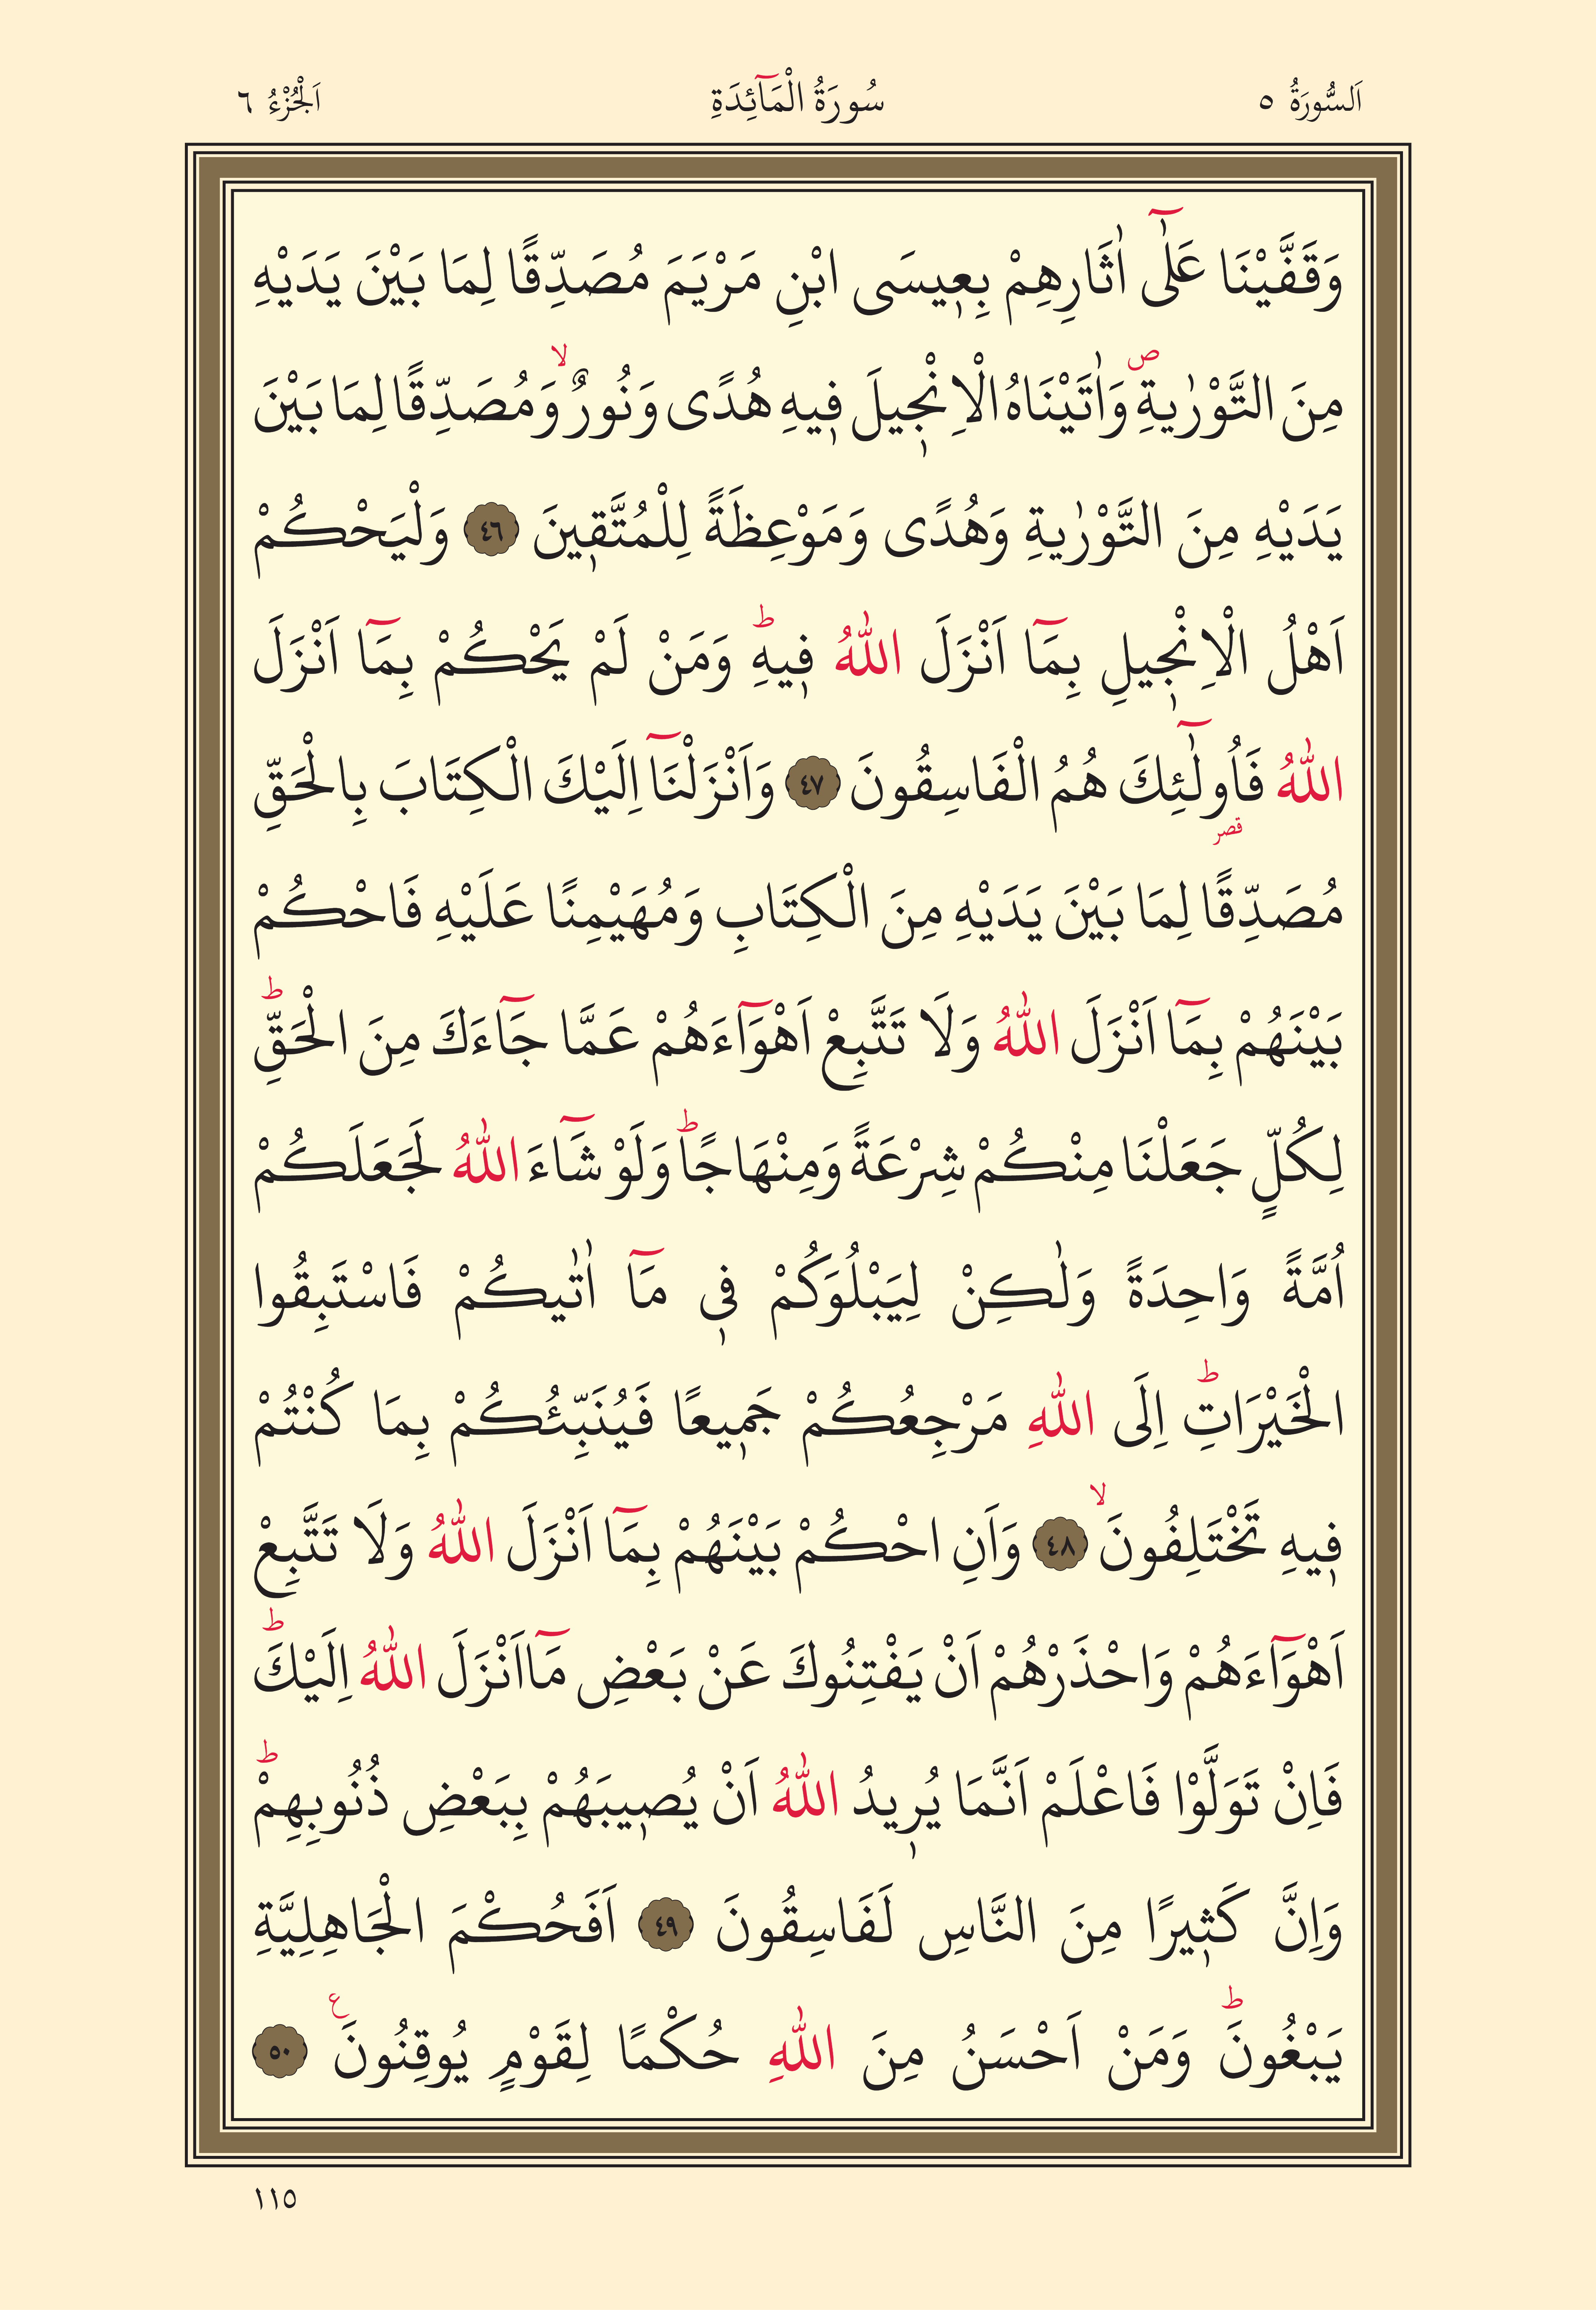 اَلسُّورَةُ ٥ سُورَةُ الْمَٓائِدَةِ اَلْجُزْءُ ٦
وَقَفَّيْنَا عَلٰٓى اٰثَارِهِمْ بِع۪يسَى ابْنِ مَرْيَمَ مُصَدِّقًا لِمَا بَيْنَ يَدَيْهِ
مِنَ التَّوْرٰيةِۖ وَاٰتَيْنَاهُ الْاِنْج۪يلَ ف۪يهِ هُدًى وَنُورٌۙ وَمُصَدِّقًا لِمَا بَيْنَ
يَدَيْهِ مِنَ التَّوْرٰيةِ وَهُدًى وَمَوْعِظَةً لِلْمُتَّق۪ينَ ٤٦ وَلْيَحْكُمْ
اَهْلُ الْاِنْج۪يلِ بِمَٓا اَنْزَلَ اللّٰهُ ف۪يهِۜ وَمَنْ لَمْ يَحْكُمْ بِمَٓا اَنْزَلَ
اللّٰهُ فَاُو۬لٰٓئِكَ هُمُ الْفَاسِقُونَ ٤٧ وَاَنْزَلْنَٓا اِلَيْكَ الْكِتَابَ بِالْحَقِّ
قصر
مُصَدِّقًا لِمَا بَيْنَ يَدَيْهِ مِنَ الْكِتَابِ وَمُهَيْمِنًا عَلَيْهِ فَاحْكُمْ
بَيْنَهُمْ بِمَٓا اَنْزَلَ اللّٰهُ وَلَا تَتَّبِعْ اَهْوَٓاءَهُمْ عَمَّا جَٓاءَكَ مِنَ الْحَقِّۜ
لِكُلٍّ جَعَلْنَا مِنْكُمْ شِرْعَةً وَمِنْهَاجًاۜ وَلَوْ شَٓاءَ اللّٰهُ لَجَعَلَكُمْ
اُمَّةً وَاحِدَةً وَلٰكِنْ لِيَبْلُوَكُمْ ف۪ي مَٓا اٰتٰيكُمْ فَاسْتَبِقُوا
الْخَيْرَاتِۜ اِلَى اللّٰهِ مَرْجِعُكُمْ جَم۪يعًا فَيُنَبِّئُكُمْ بِمَا كُنْتُمْ
ف۪يهِ تَخْتَلِفُونَۙ ٤٨ وَاَنِ احْكُمْ بَيْنَهُمْ بِمَٓا اَنْزَلَ اللّٰهُ وَلَا تَتَّبِعْ
اَهْوَٓاءَهُمْ وَاحْذَرْهُمْ اَنْ يَفْتِنُوكَ عَنْ بَعْضِ مَٓا اَنْزَلَ اللّٰهُ اِلَيْكَۜ
فَاِنْ تَوَلَّوْا فَاعْلَمْ اَنَّمَا يُر۪يدُ اللّٰهُ اَنْ يُص۪يبَهُمْ بِبَعْضِ ذُنُوبِهِمْۜ
وَاِنَّ كَث۪يرًا مِنَ النَّاسِ لَفَاسِقُونَ ٤٩ اَفَحُكْمَ الْجَاهِلِيَّةِ
يَبْغُونَۜ وَمَنْ اَحْسَنُ مِنَ اللّٰهِ حُكْمًا لِقَوْمٍ يُوقِنُونَ ع ٥٠
١١٥